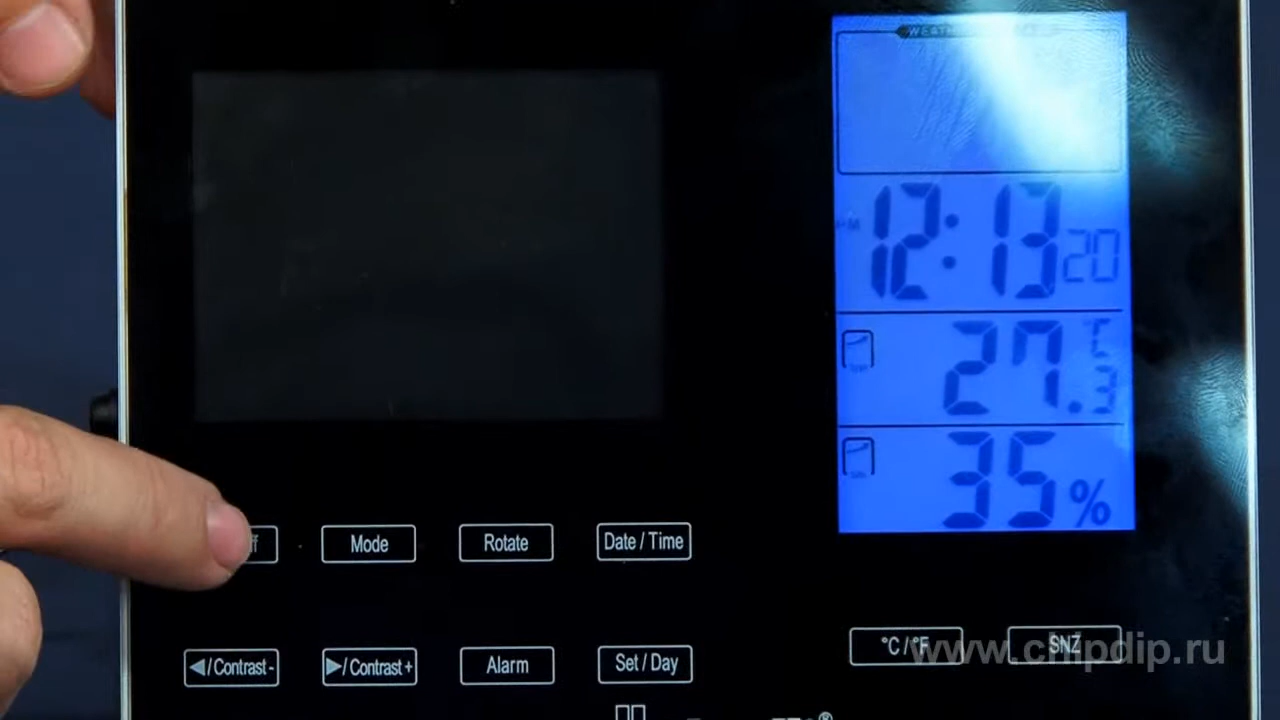 PM 12:13 20
27.3 °C
35 %
Mode Rotate Date / Time
◀/Contrast- ▶/Contrast+ Alarm Set / Day
°C / °F SNZ
www.chipdip.ru